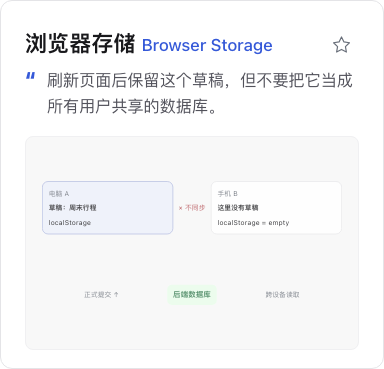 浏览器存储 Browser Storage
“ 刷新页面后保留这个草稿，但不要把它当成
所有用户共享的数据库。
电脑 A
草稿：周末行程
localStorage
× 不同步
手机 B
这里没有草稿
localStorage = empty
正式提交 ↑
后端数据库
跨设备读取